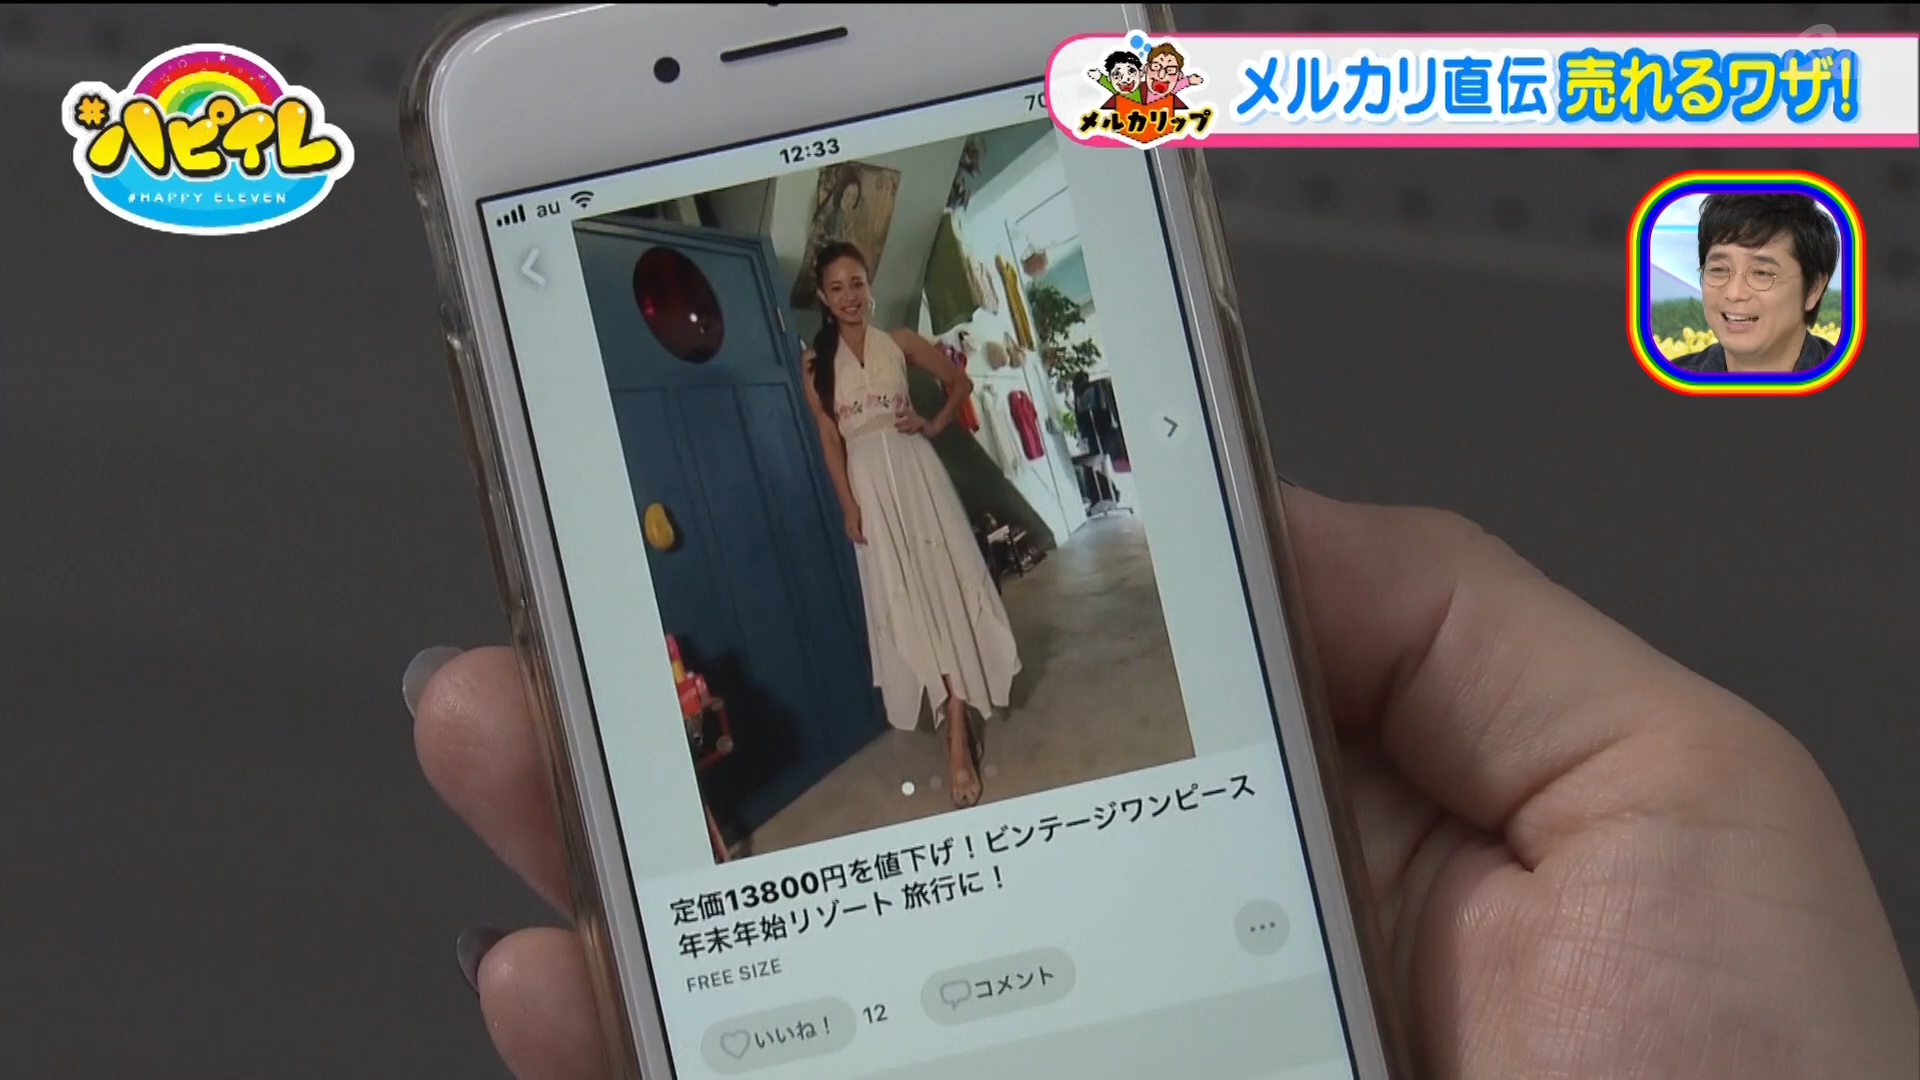 #ハピイレ
#HAPPY ELEVEN
メルカリップ
メルカリ直伝 売れるワザ!
12:33
au
定価13800円を値下げ!ビンテージワンピース
年末年始リゾート 旅行に!
FREE SIZE
いいね! 12 コメント